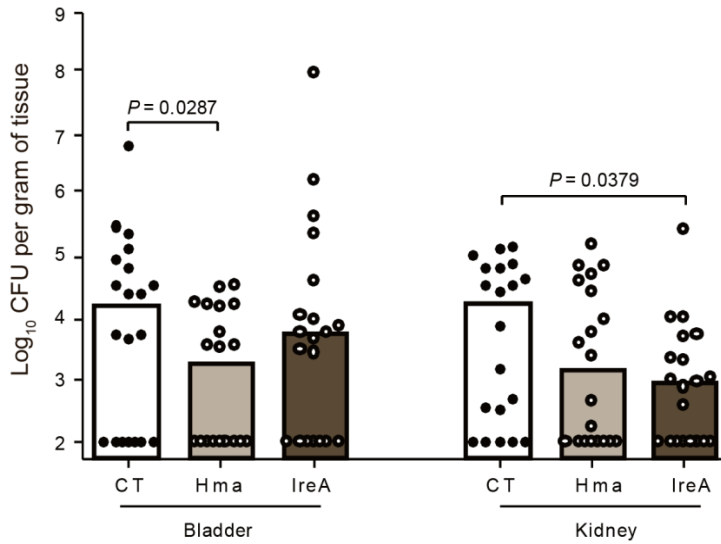 9
8
7
6
5
4
3
2
Log₁₀ CFU per gram of tissue
P = 0.0287
P = 0.0379
CT Hma IreA CT Hma IreA
Bladder Kidney